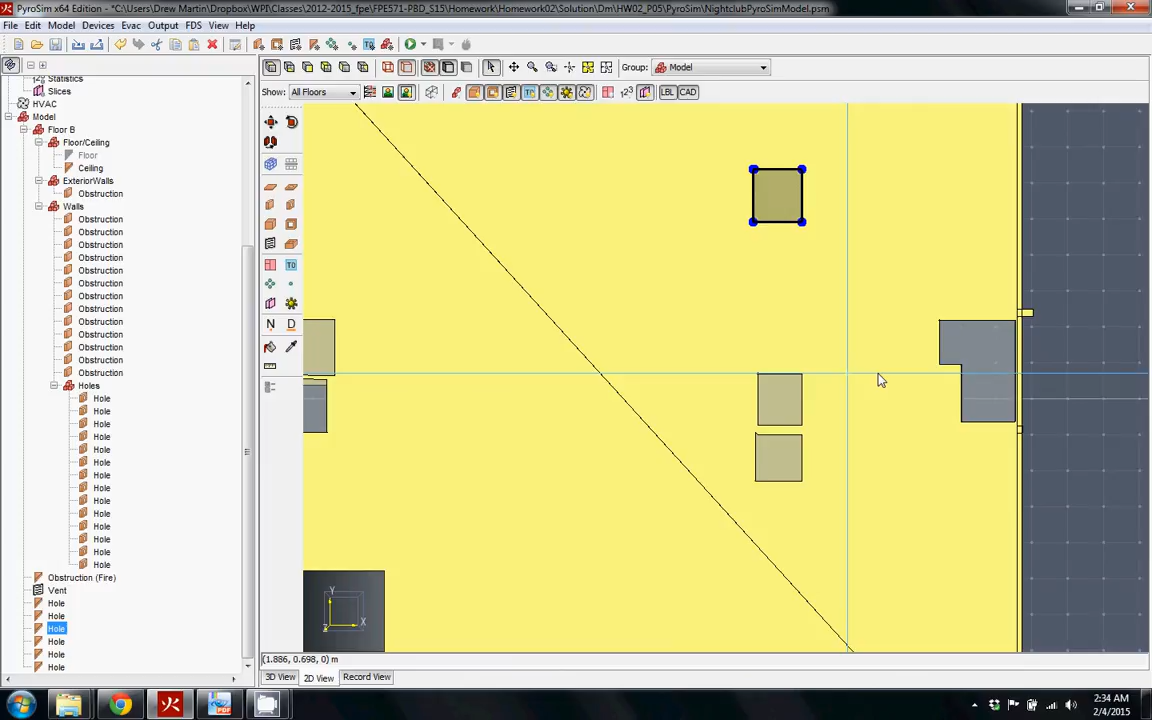 PyroSim x64 Edition - *C:\Users\Drew Martin\Dropbox\WPI\Classes\2012-2015_fpe\FPE571-PBD_S15\Homework\Homework02\Solution\Dm\HW02_P05\PyroSim\NightclubPyroSimModel.psm
File Edit Model Devices Evac Output FDS View Help
Group: Model
Show: All Floors LBL CAD
Statistics
Slices
HVAC
Model
Floor B
Floor/Ceiling
Floor
Ceiling
ExteriorWalls
Obstruction
Walls
Obstruction
Obstruction
Obstruction
Obstruction
Obstruction
Obstruction
Obstruction
Obstruction
Obstruction
Obstruction
Obstruction
Obstruction
Obstruction
Holes
Hole
Hole
Hole
Hole
Hole
Hole
Hole
Hole
Hole
Hole
Hole
Hole
Hole
Hole
Obstruction (Fire)
Vent
Hole
Hole
Hole
Hole
Hole
Hole
N D
Y
X
Z
(1.886, 0.698, 0) m
3D View 2D View Record View
2:34 AM
2/4/2015